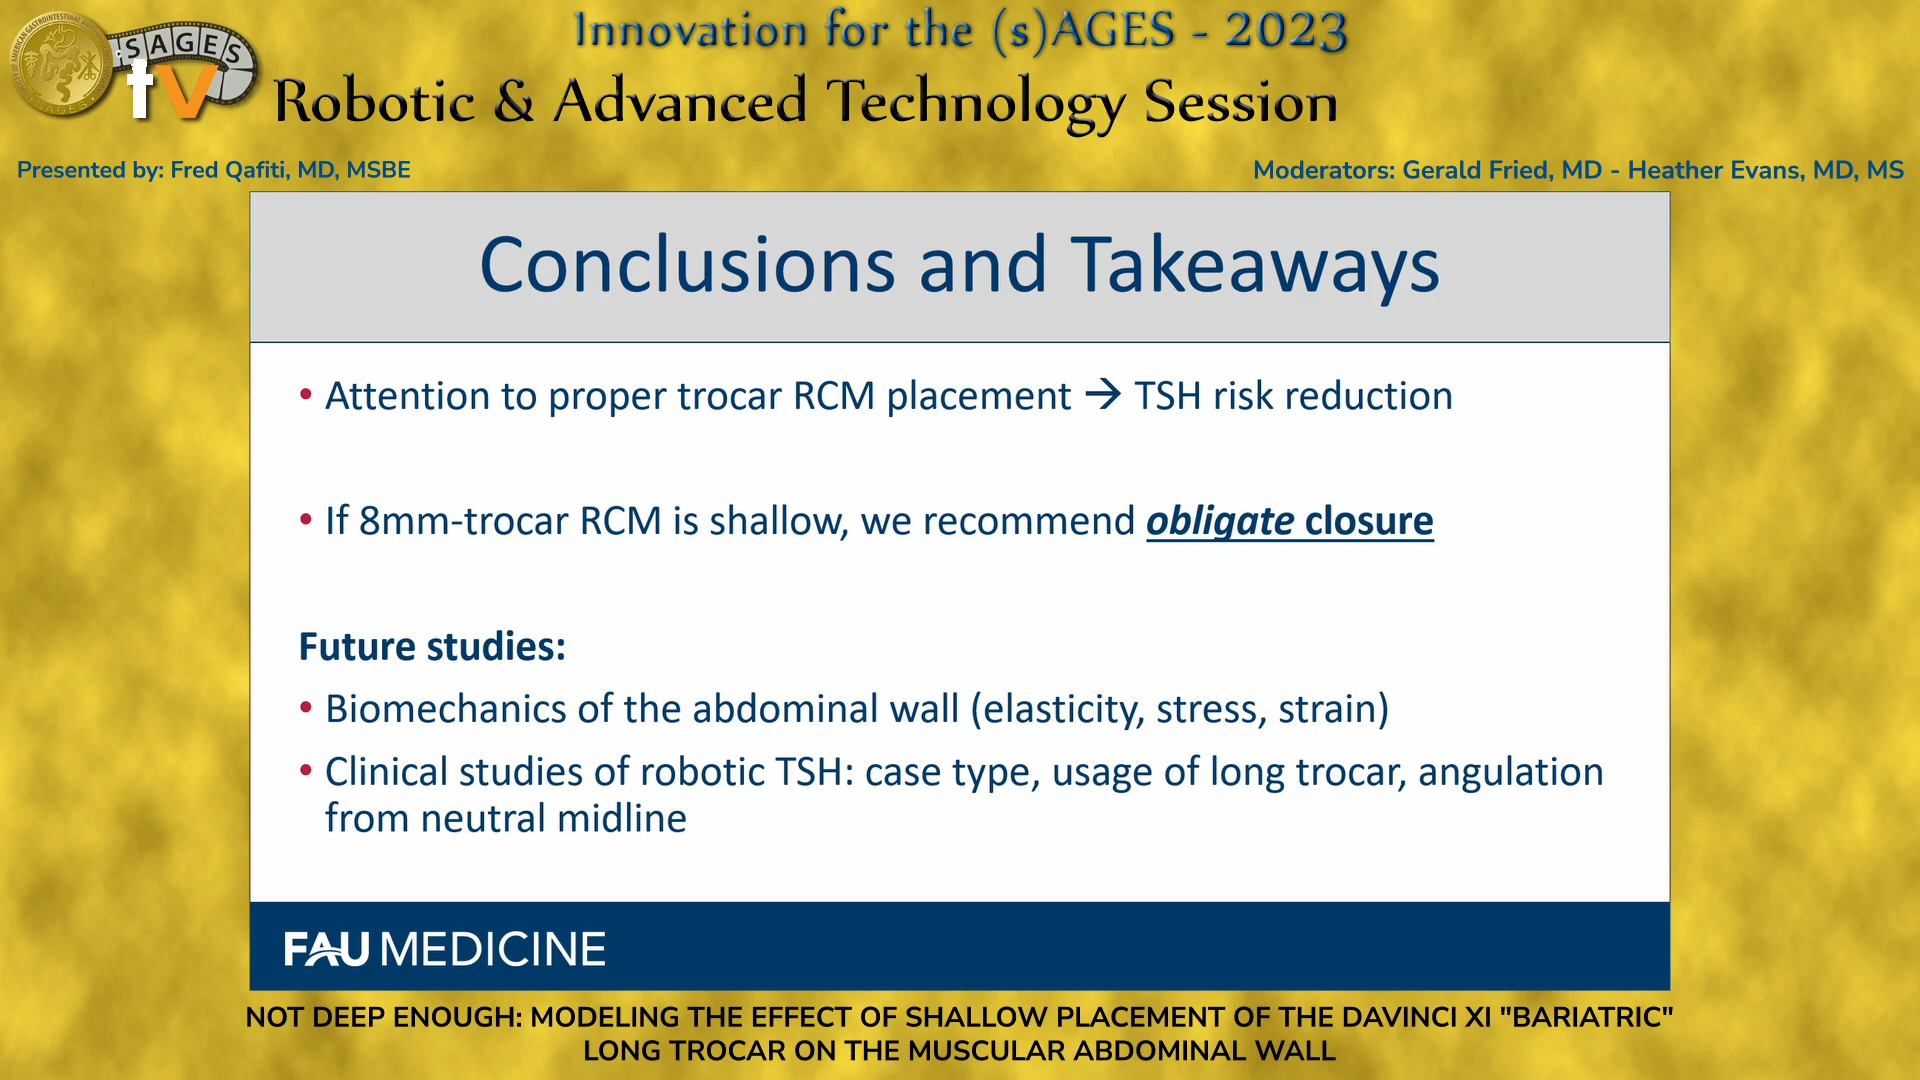 SAGES
tv
Innovation for the (s)AGES - 2023
Robotic & Advanced Technology Session
Presented by: Fred Qafiti, MD, MSBE
Moderators: Gerald Fried, MD - Heather Evans, MD, MS
Conclusions and Takeaways
• Attention to proper trocar RCM placement → TSH risk reduction
• If 8mm-trocar RCM is shallow, we recommend obligate closure
Future studies:
• Biomechanics of the abdominal wall (elasticity, stress, strain)
• Clinical studies of robotic TSH: case type, usage of long trocar, angulation
from neutral midline
FAU MEDICINE
NOT DEEP ENOUGH: MODELING THE EFFECT OF SHALLOW PLACEMENT OF THE DAVINCI XI "BARIATRIC"
LONG TROCAR ON THE MUSCULAR ABDOMINAL WALL